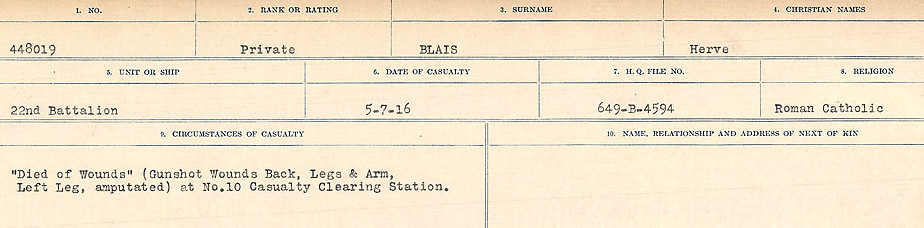 1. NO. 2. RANK OR RATING 3. SURNAME 4. CHRISTIAN NAMES
448019 Private BLAIS Herve
5. UNIT OR SHIP 6. DATE OF CASUALTY 7. H.Q. FILE NO. 8. RELIGION
22nd Battalion 5-7-16 649-B-4594 Roman Catholic
9. CIRCUMSTANCES OF CASUALTY 10. NAME, RELATIONSHIP AND ADDRESS OF NEXT OF KIN
"Died of Wounds" (Gunshot Wounds Back, Legs & Arm,
Left Leg, amputated) at No.10 Casualty Clearing Station.